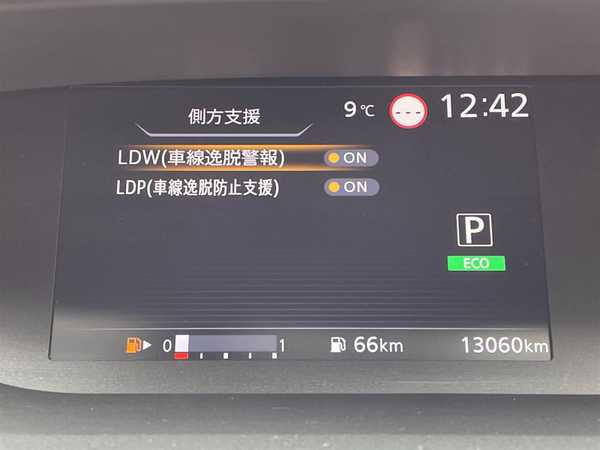 側方支援
9℃
---
12:42
LDW(車線逸脱警報)
ON
LDP(車線逸脱防止支援)
ON
P
ECO
0
1
66km
13060km